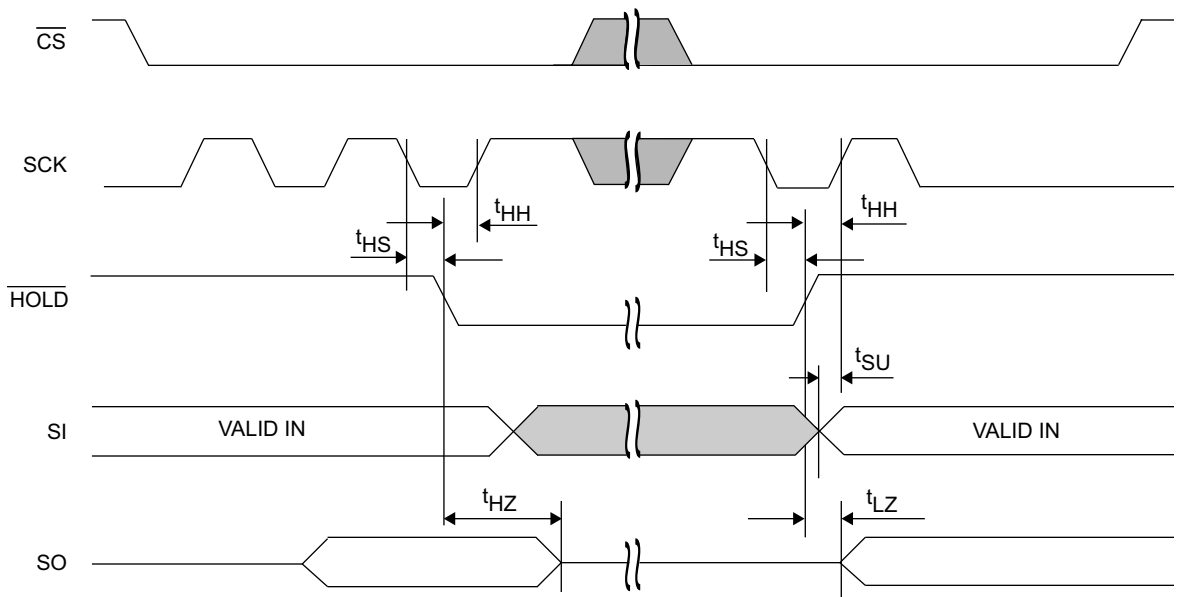 CS
SCK
tHH
tHH
tHS
tHS
HOLD
tSU
SI
VALID IN
VALID IN
tHZ
tLZ
SO